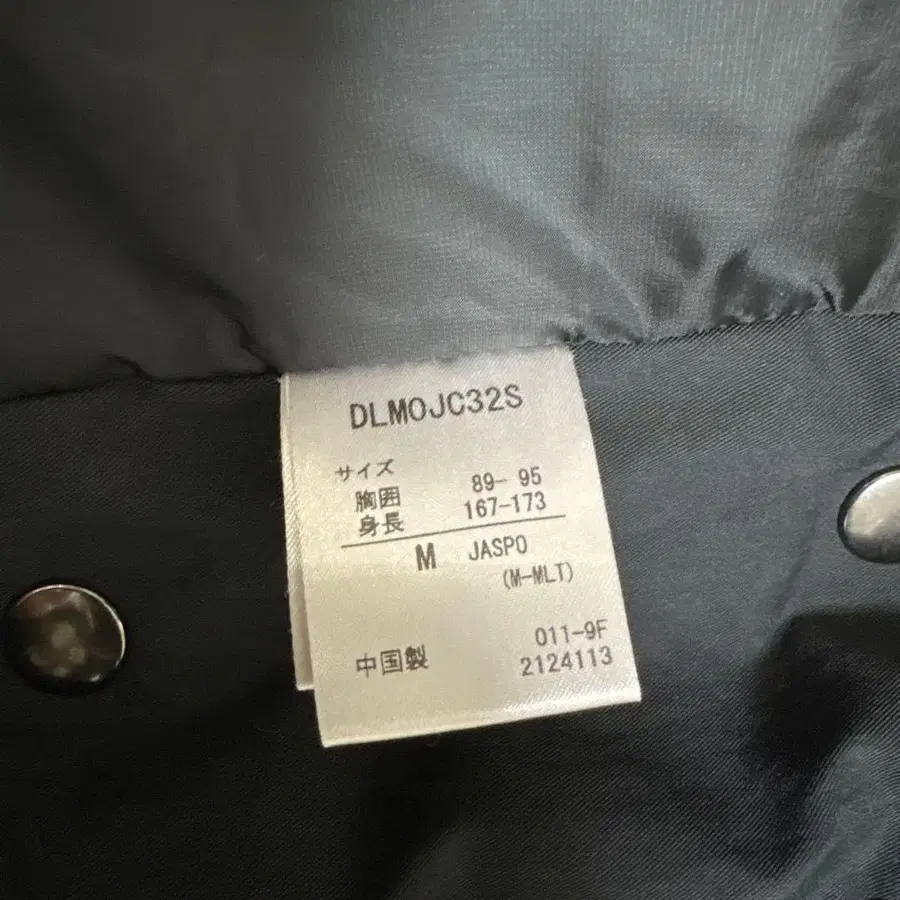 DLMOJC32S
サイズ
胸囲 89- 95
身長 167-173
M JASPO
(M-MLT)
011-9F
中国製 2124113